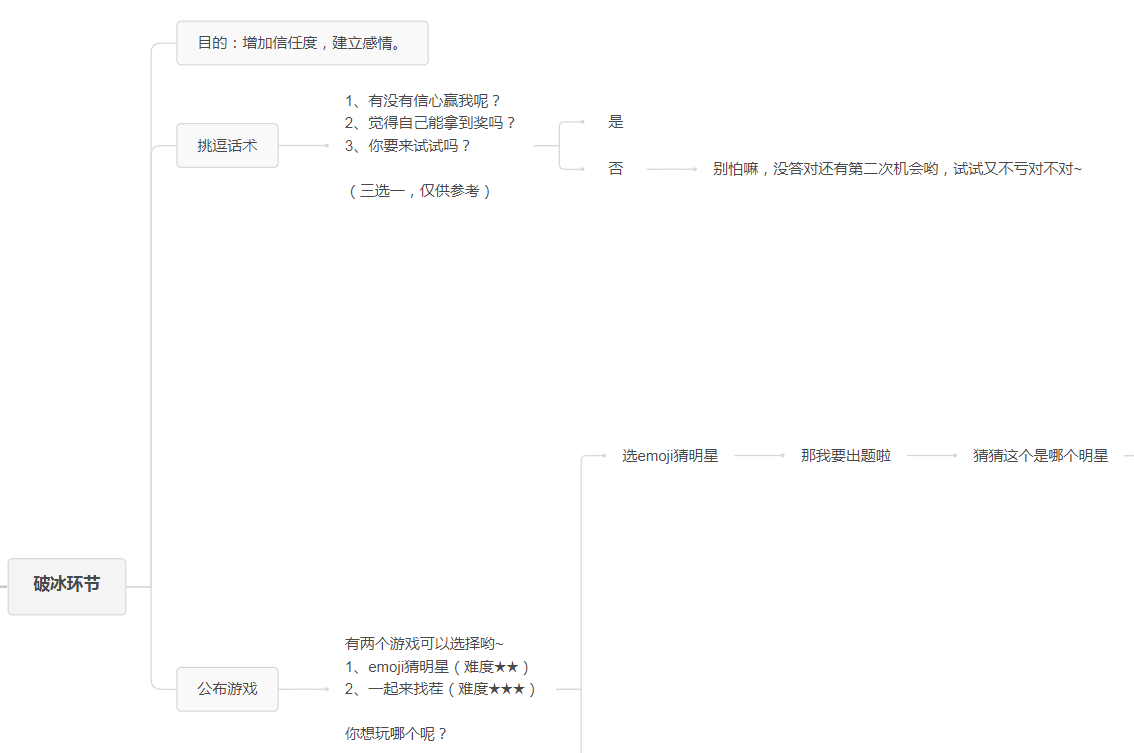 目的：增加信任度，建立感情。
挑逗话术
1、有没有信心赢我呢？
2、觉得自己能拿到奖吗？
3、你要来试试吗？
（三选一，仅供参考）
是
否
别怕嘛，没答对还有第二次机会哟，试试又不亏对不对~
选emoji猜明星
那我要出题啦
猜猜这个是哪个明星
破冰环节
公布游戏
有两个游戏可以选择哟~
1、emoji猜明星（难度★★）
2、一起来找茬（难度★★★）
你想玩哪个呢？